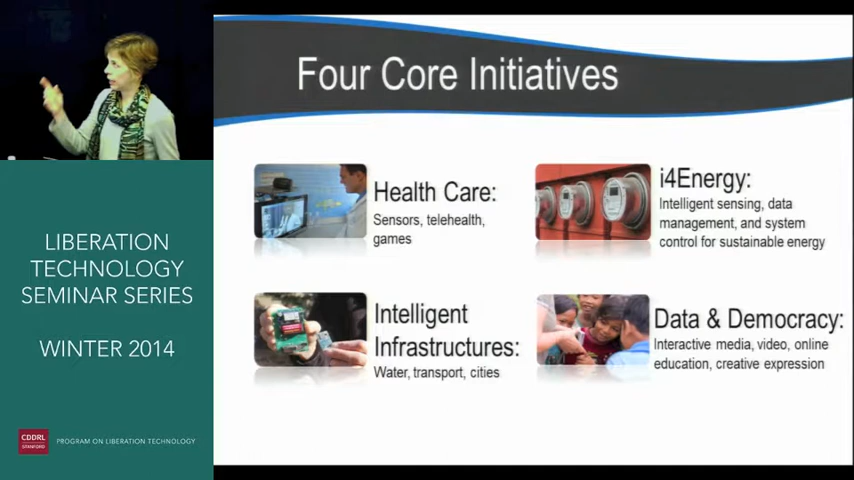 LIBERATION
TECHNOLOGY
SEMINAR SERIES
WINTER 2014
CDDRL
STANFORD
PROGRAM ON LIBERATION TECHNOLOGY
Four Core Initiatives
Health Care:
Sensors, telehealth,
games
i4Energy:
Intelligent sensing, data
management, and system
control for sustainable energy
Intelligent
Infrastructures:
Water, transport, cities
Data & Democracy:
Interactive media, video, online
education, creative expression